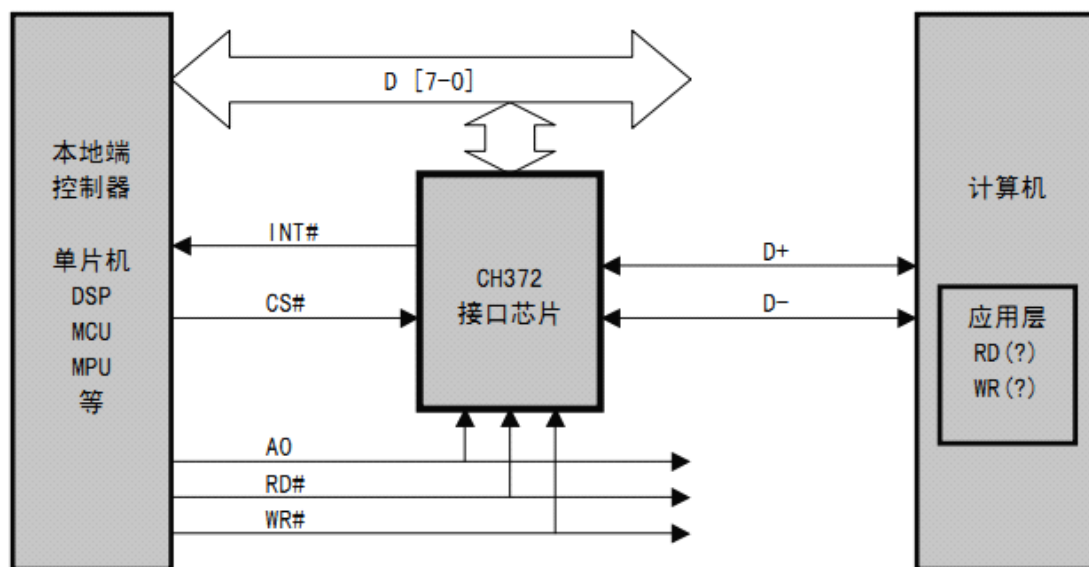 D [7-0]
本地端
控制器
单片机
DSP
MCU
MPU
等
INT#
CS#
CH372
接口芯片
D+
D-
计算机
应用层
RD(?)
WR(?)
A0
RD#
WR#